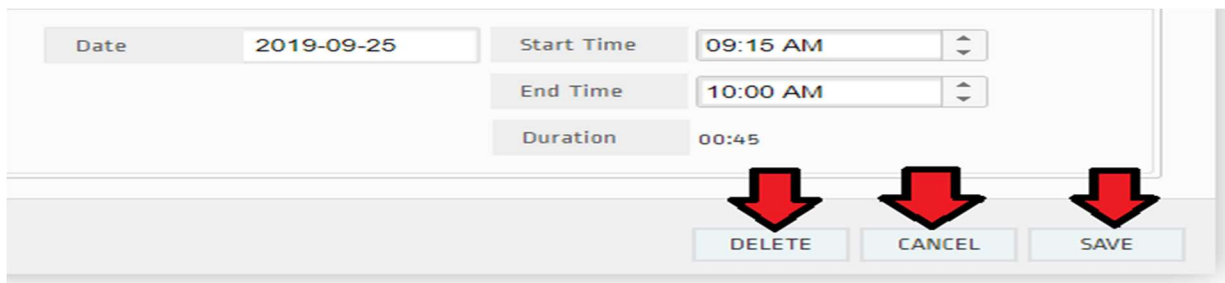 Date 2019-09-25 Start Time 09:15 AM
End Time 10:00 AM
Duration 00:45
DELETE CANCEL SAVE